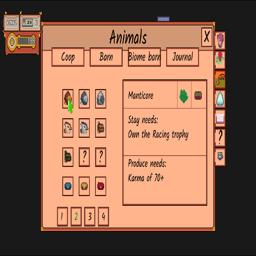 Animals
X
Coop
Barn
Biome barn
Journal
Manticore
Stay needs:
Own the Racing trophy
? ?
?
Produce needs:
Karma of 70+
1 2 3 4